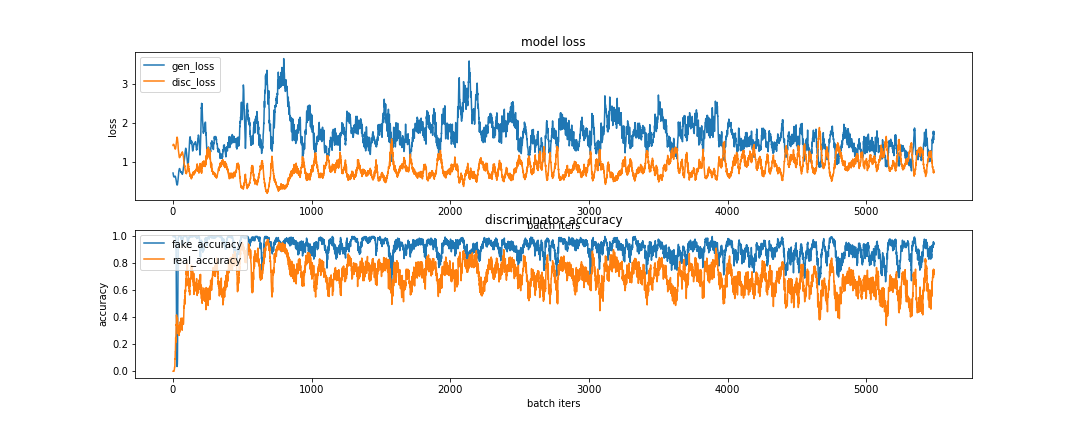 model loss
gen_loss
disc_loss
loss
3
2
1
0
1000
2000
3000
4000
5000
batch iters
discriminator accuracy
fake_accuracy
real_accuracy
accuracy
1.0
0.8
0.6
0.4
0.2
0.0
0
1000
2000
3000
4000
5000
batch iters